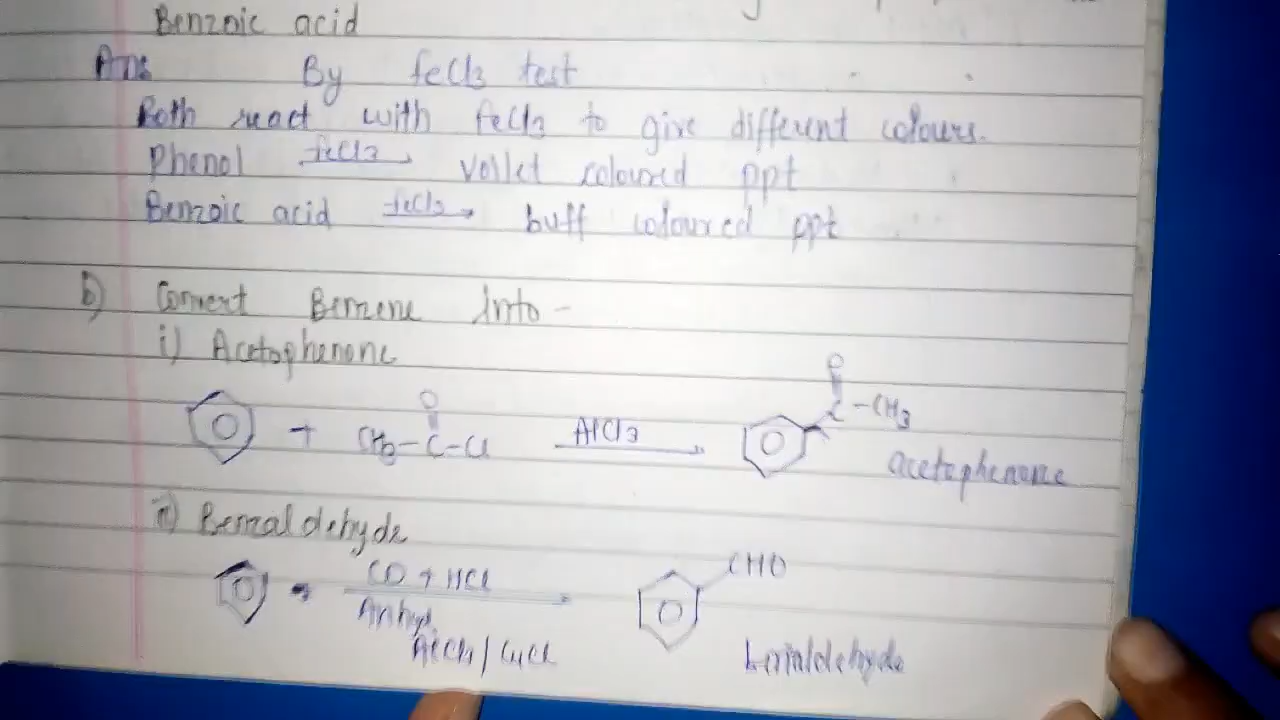 Benzoic acid
Ans By fecl3 test
Both react with fecl3 to give different colours.
Phenol fecl3 voilet coloured ppt
Benzoic acid fecl3 buff coloured ppt
b) Convert Benzene into -
i) Acetophenone
O
O
+ CH3-C-Cl AlCl3 C-CH3
acetophenone
ii) Benzaldehyde
CO + HCl CHO
Anhyd.
AlCl3/CuCl benzaldehyde